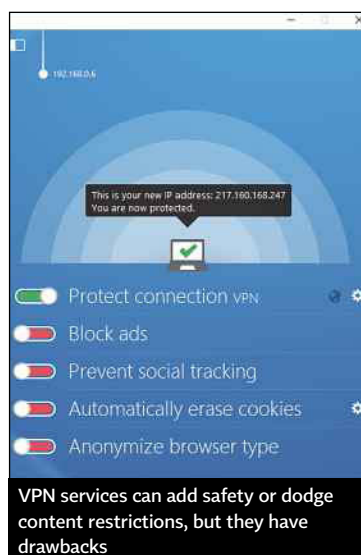 192.168.0.6
This is your new IP address: 217.160.168.247
You are now protected.
Protect connection VPN
Block ads
Prevent social tracking
Automatically erase cookies
Anonymize browser type
VPN services can add safety or dodge
content restrictions, but they have
drawbacks